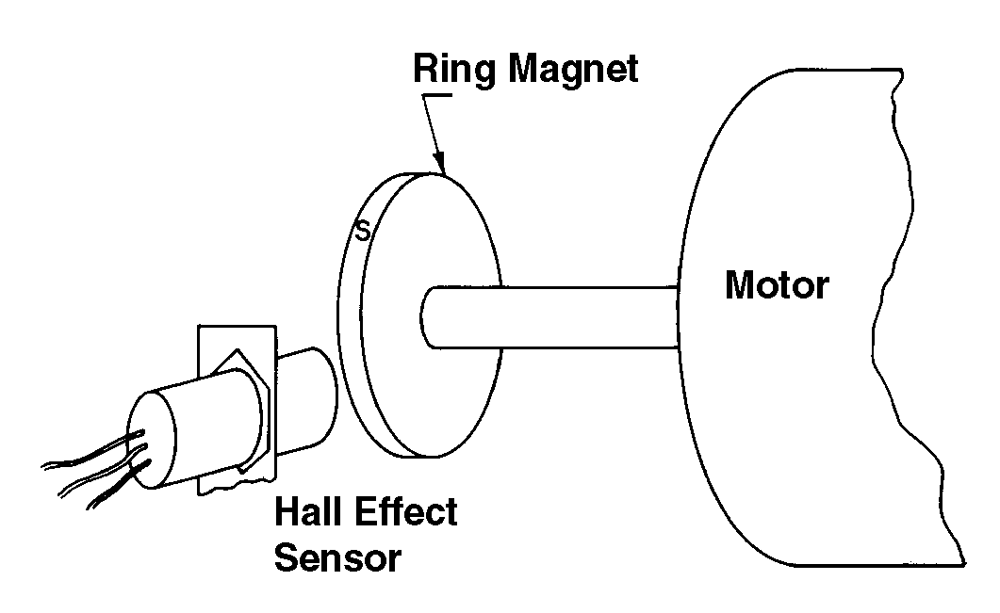 Ring Magnet
S
Motor
Hall Effect
Sensor